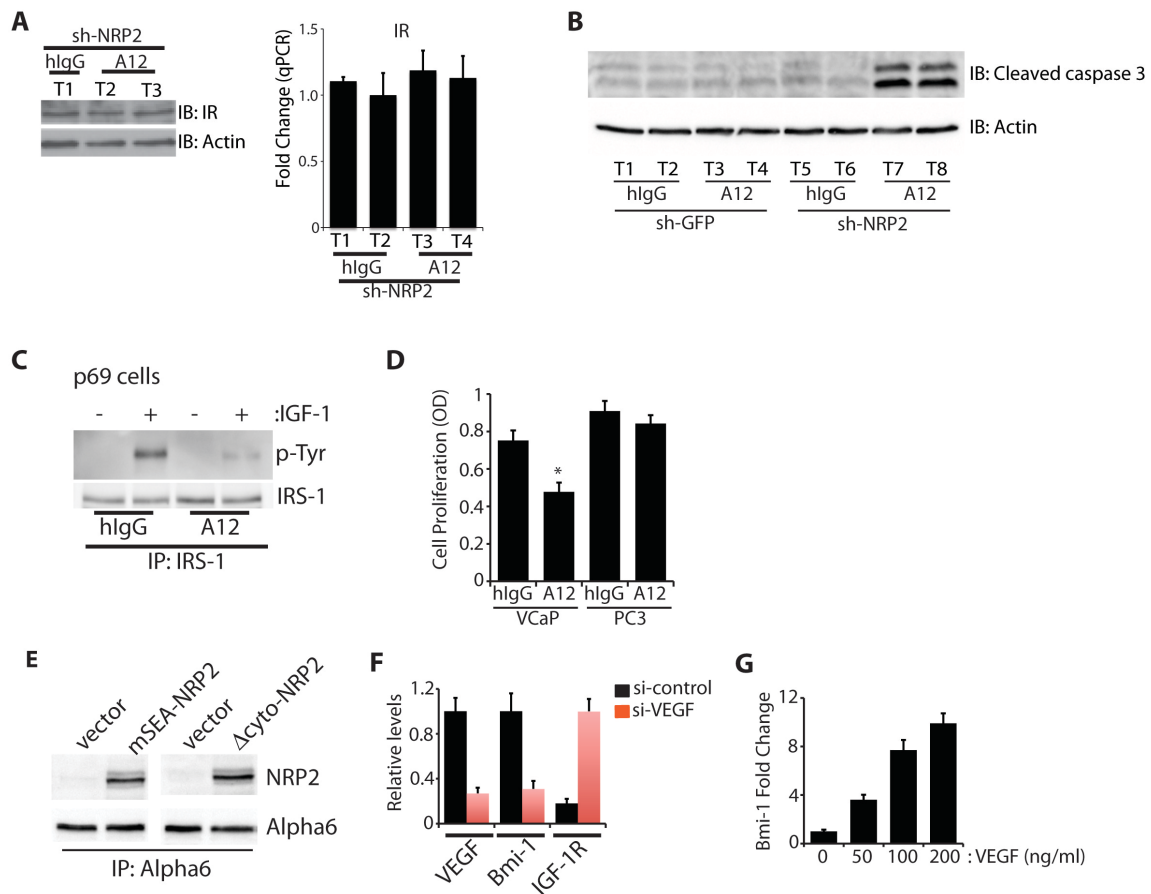 A
sh-NRP2
hIgG A12
T1 T2 T3
IB: IR
IB: Actin
IR
Fold Change (qPCR)
1.5
1.0
0.5
0
T1 T2 T3 T4
hIgG A12
sh-NRP2
B
IB: Cleaved caspase 3
IB: Actin
T1 T2 T3 T4 T5 T6 T7 T8
hIgG A12 hIgG A12
sh-GFP sh-NRP2
C
p69 cells
- + - + :IGF-1
p-Tyr
IRS-1
hIgG A12
IP: IRS-1
D
Cell Proliferation (OD)
1
0.8
0.6
0.4
0.2
0
*
hIgG A12 hIgG A12
VCaP PC3
E
vector mSEA-NRP2 vector Δcyto-NRP2
NRP2
Alpha6
IP: Alpha6
F
Relative levels
1.2
0.8
0.4
0
si-control
si-VEGF
VEGF Bmi-1 IGF-1R
G
Bmi-1 Fold Change
12
8
4
0
0 50 100 200 : VEGF (ng/ml)